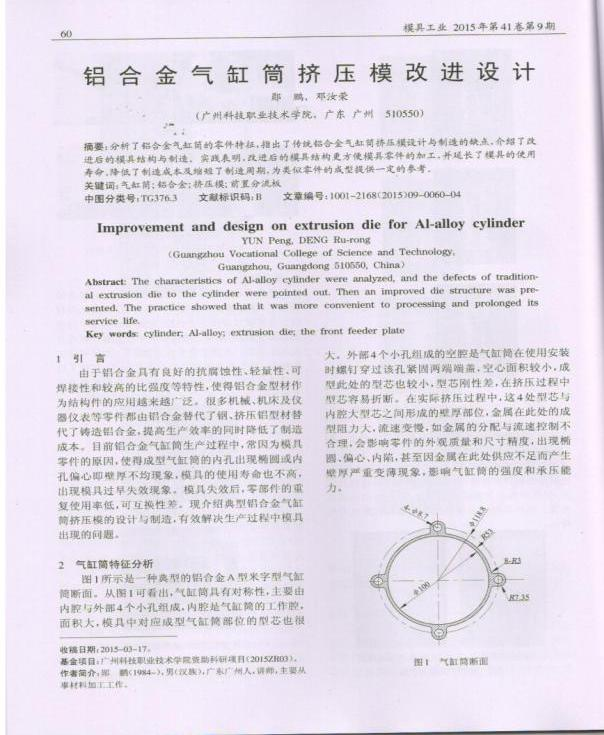 60
模具工业 2015年第41卷第9期
铝合金气缸筒挤压模改进设计
郧 鹏，邓汝荣
（广州科技职业技术学院，广东 广州 510550）
摘要：分析了铝合金气缸筒的零件特征，指出了传统铝合金气缸筒挤压模设计与制造的缺点，介绍了改
进后的模具结构与制造。实践表明，改进后的模具结构更方便模具零件的加工，并延长了模具的使用
寿命，降低了制造成本及缩短了制造周期，为类似零件的成型提供一定的参考。
关键词：气缸筒；铝合金；挤压模；前置分流板
中图分类号：TG376.3 文献标识码：B 文章编号：1001-2168(2015)09-0060-04
Improvement and design on extrusion die for Al-alloy cylinder
YUN Peng, DENG Ru-rong
(Guangzhou Vocational College of Science and Technology,
Guangzhou, Guangdong 510550, China)
Abstract: The characteristics of Al-alloy cylinder were analyzed, and the defects of tradition-
al extrusion die to the cylinder were pointed out. Then an improved die structure was pre-
sented. The practice showed that it was more convenient to processing and prolonged its
service life.
Key words: cylinder; Al-alloy; extrusion die; the front feeder plate
1 引 言
由于铝合金具有良好的抗腐蚀性、轻量性、可
焊接性和较高的比强度等特性，使得铝合金型材作
为结构件的应用越来越广泛。很多机械、机床及仪
器仪表等零件都由铝合金替代了钢、挤压铝型材替
代了铸造铝合金，提高生产效率的同时降低了制造
成本。目前铝合金气缸筒生产过程中，常因为模具
零件的原因，使得成型气缸筒的内孔出现椭圆或内
孔偏心即壁厚不均现象，模具的使用寿命也不高，
出现模具过早失效现象。模具失效后，零部件的重
复使用率低，可互换性差。现介绍典型铝合金气缸
筒挤压模的设计与制造，有效解决生产过程中模具
出现的问题。
2 气缸筒特征分析
图1所示是一种典型的铝合金A型米字型气缸
筒断面。从图1可看出，气缸筒具有对称性，主要由
内腔与外部4个小孔组成，内腔是气缸筒的工作腔，
面积大，模具中对应成型气缸筒部位的型芯也很
收稿日期：2015-03-17。
基金项目：广州科技职业技术学院资助科研项目(2015ZR03)。
作者简介：郧 鹏(1984-)，男(汉族)，广东广州人，讲师，主要从
事材料加工工作。
大。外部4个小孔组成的空腔是气缸筒在使用安装
时螺钉穿过该孔紧固两端端盖，空心面积较小，成
型此处的型芯也较小，型芯刚性差，在挤压过程中
型芯容易折断。在实际挤压过程中，这4处型芯与
内腔大型芯之间形成的壁厚部位，金属在此处的成
型阻力大，流速变慢，如金属的分配与流速控制不
合理，会影响零件的外观质量和尺寸精度，出现椭
圆、偏心、内陷，甚至因金属在此处供应不足而产生
壁厚严重变薄现象，影响气缸筒的强度和承压能
力。
4-φ8.7
φ118.8
R53
8-R3
φ100
R7.35
图1 气缸筒断面